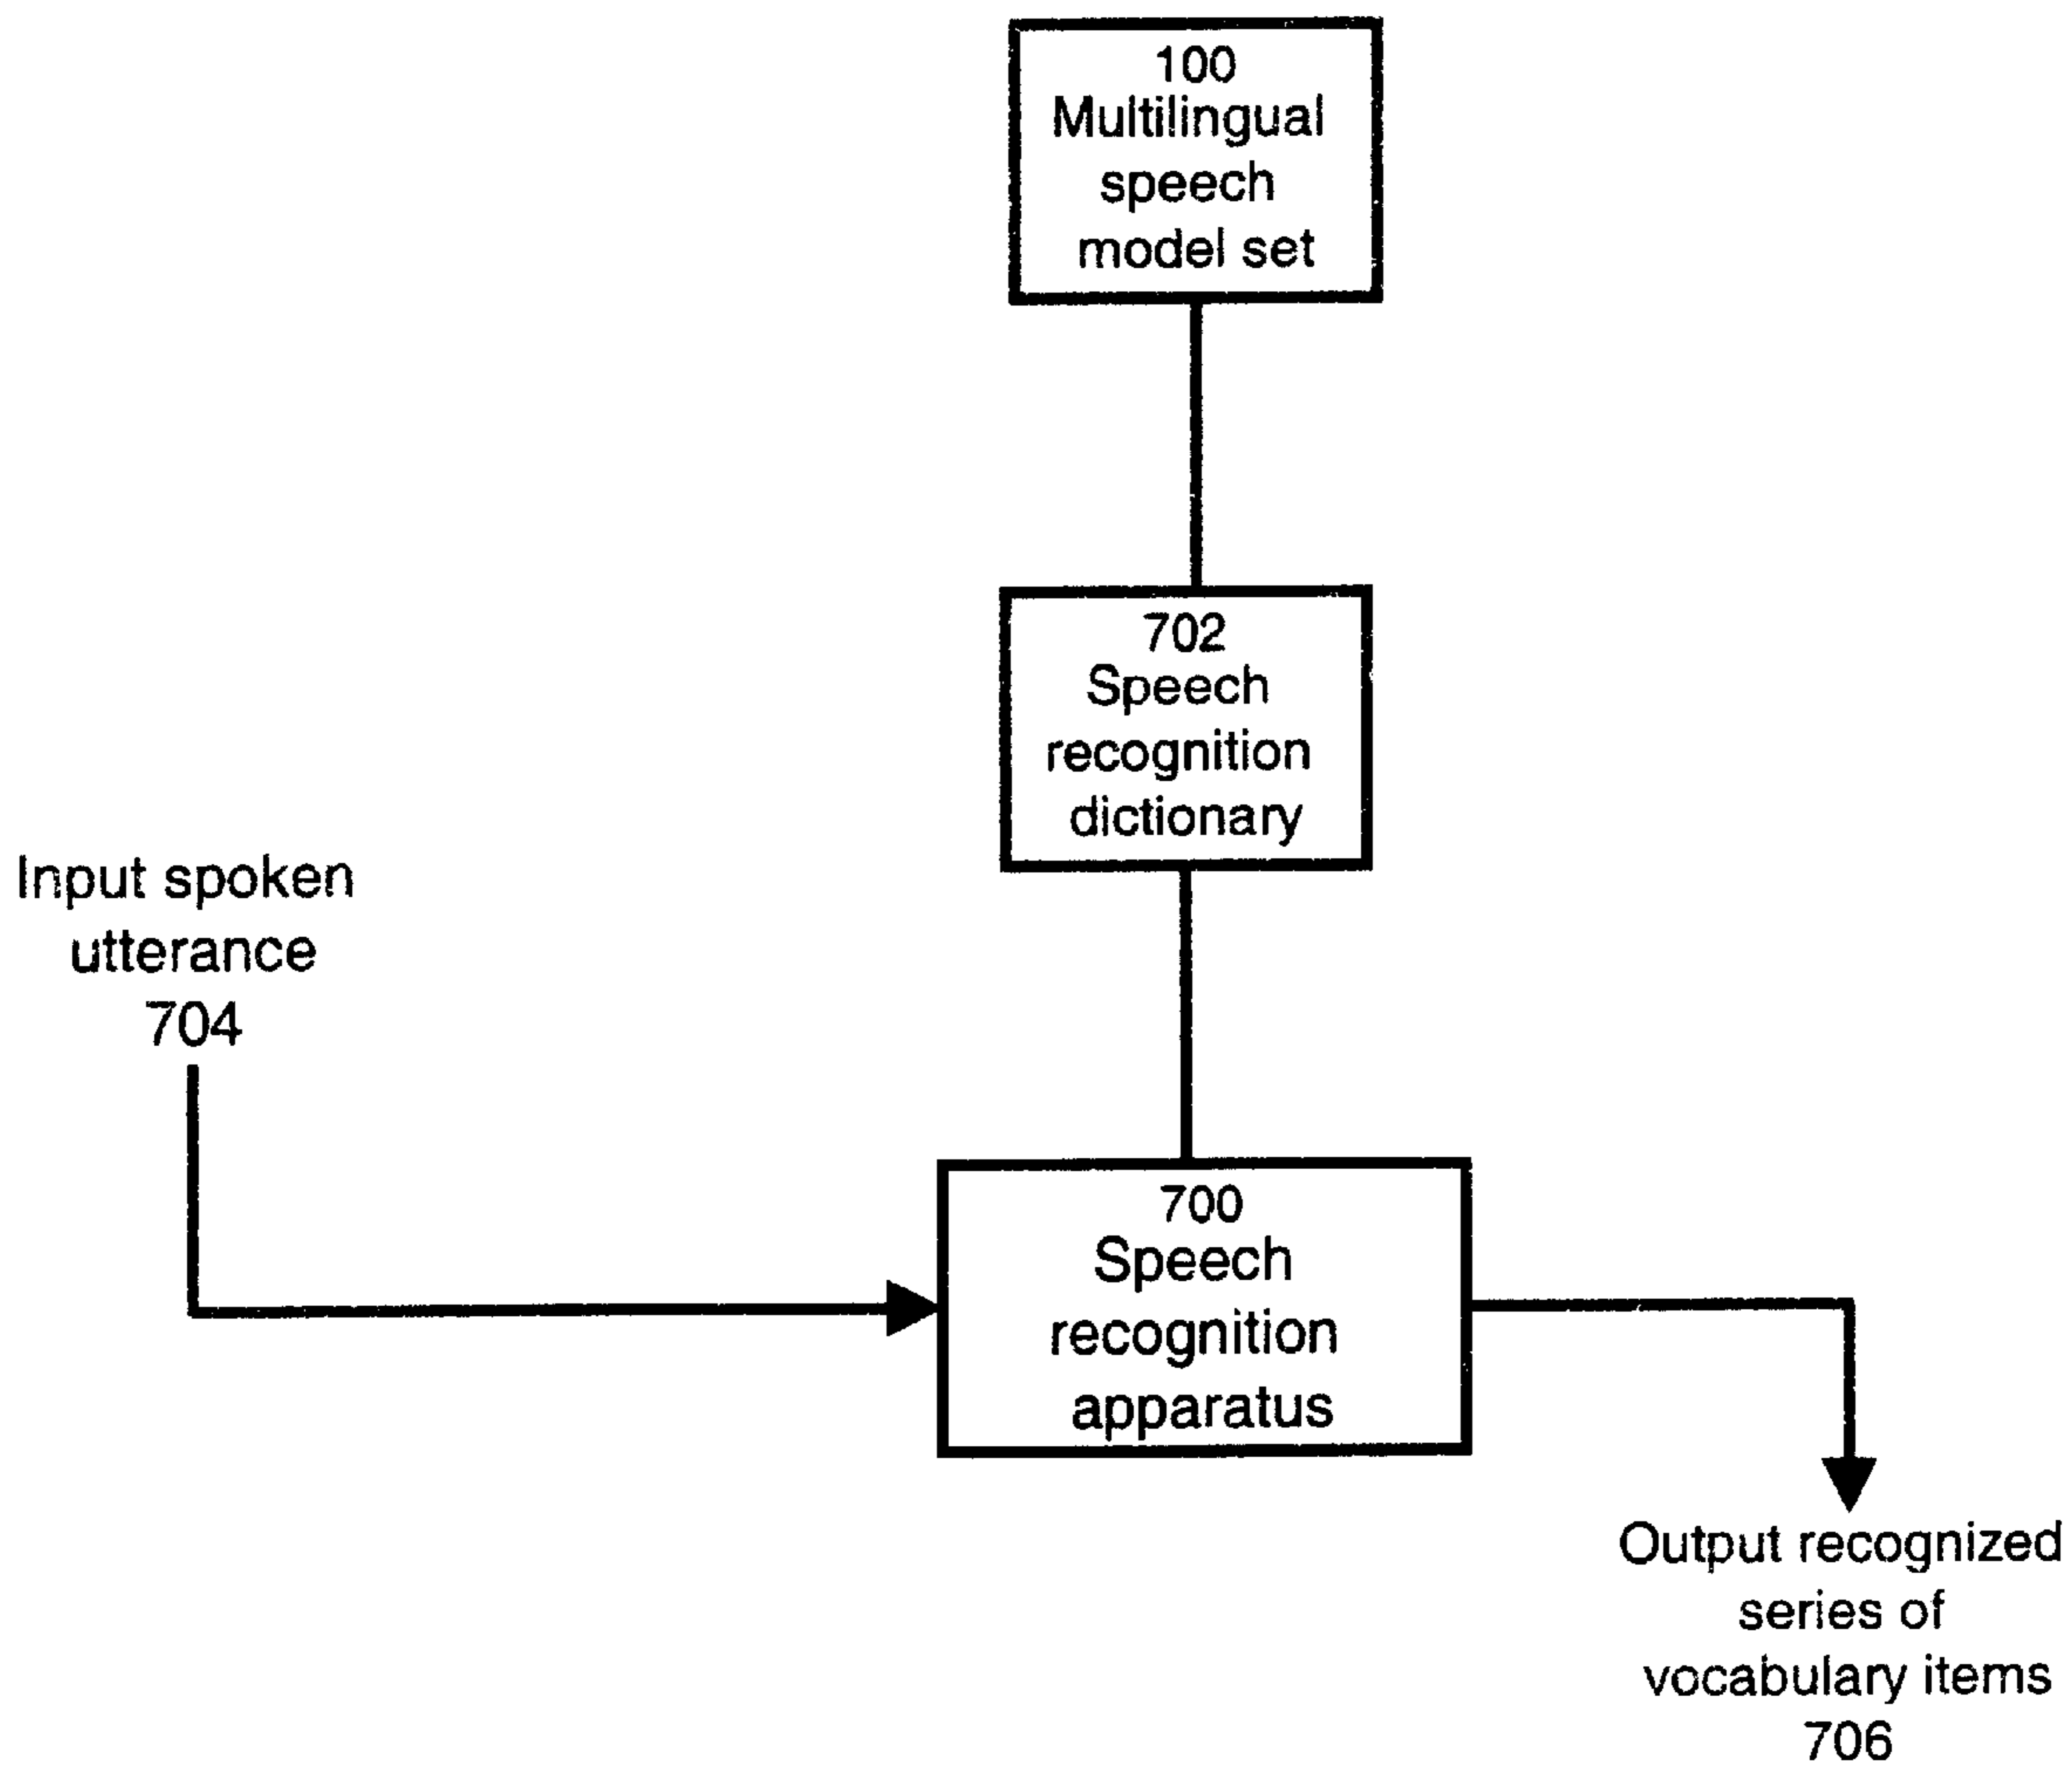 100
Multilingual
speech
model set
702
Speech
recognition
dictionary
Input spoken
utterance
704
700
Speech
recognition
apparatus
Output recognized
series of
vocabulary items
706